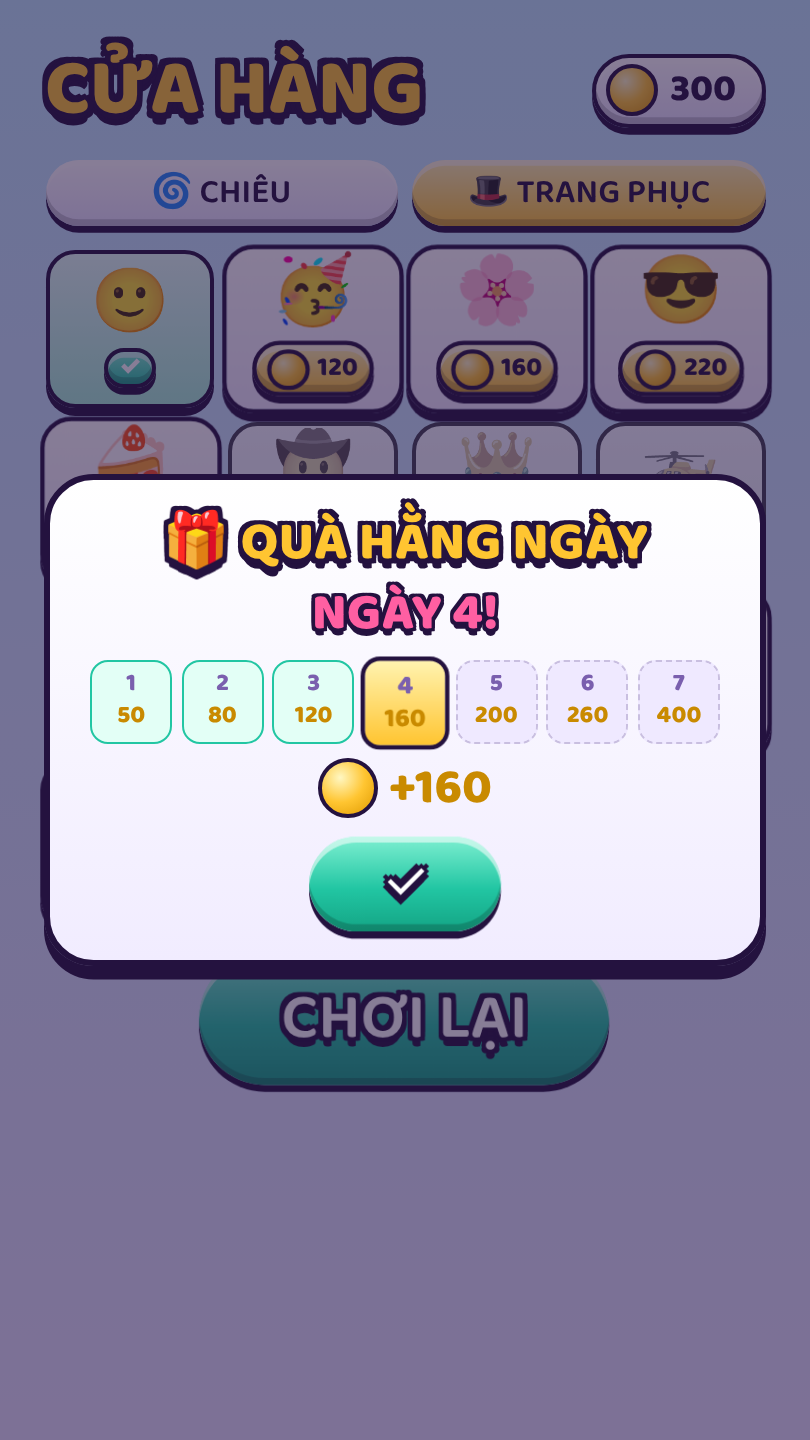 CỬA HÀNG
300
CHIÊU
TRANG PHỤC
120
160
220
QUÀ HẰNG NGÀY
NGÀY 4!
1 2 3 4 5 6 7
50 80 120 160 200 260 400
+160
CHƠI LẠI